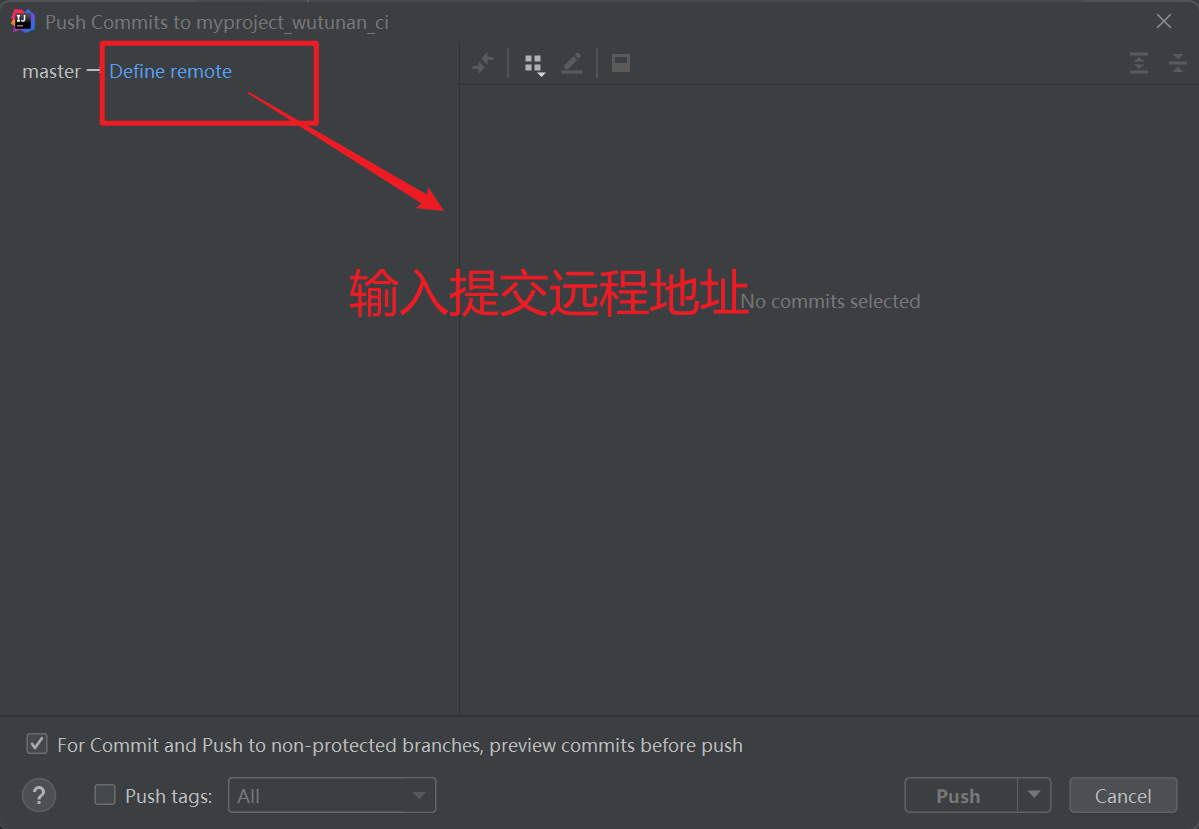 Push Commits to myproject_wutunan_ci
master
Define remote
输入提交远程地址
No commits selected
For Commit and Push to non-protected branches, preview commits before push
?
Push tags:
All
Push
Cancel